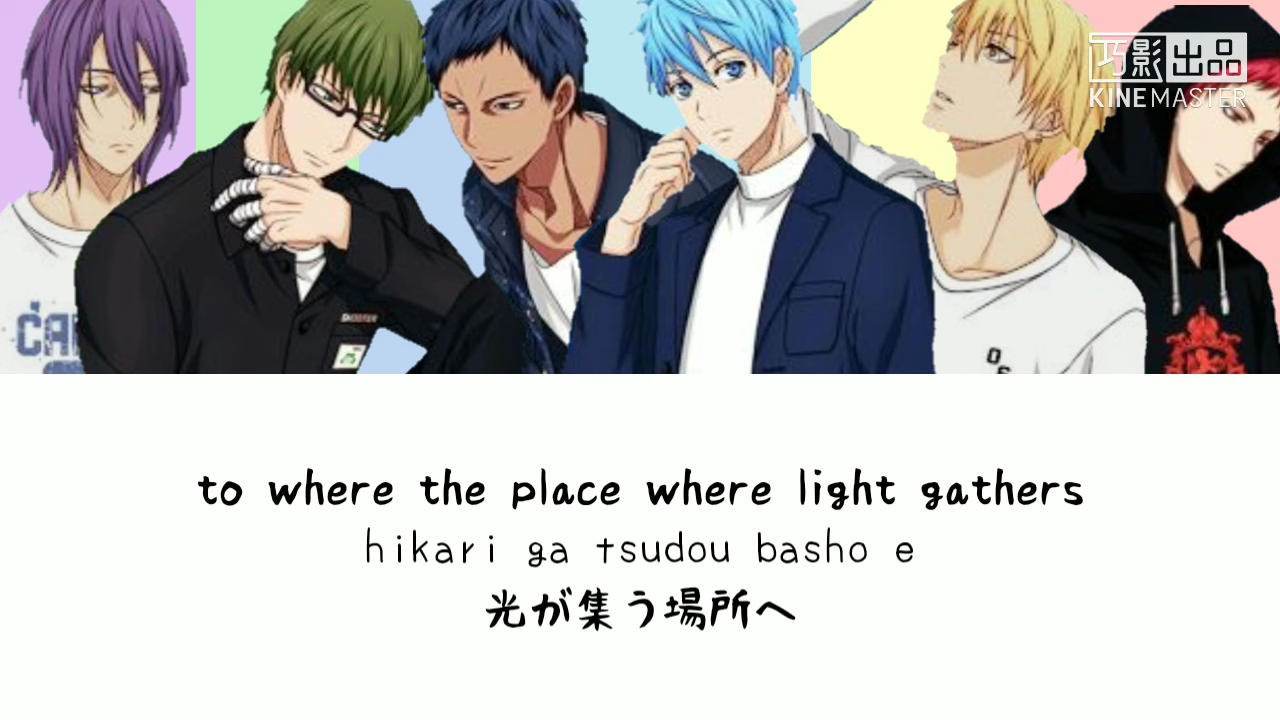 巧影出品
KINEMASTER
to where the place where light gathers
hikari ga tsudou basho e
光が集う場所へ